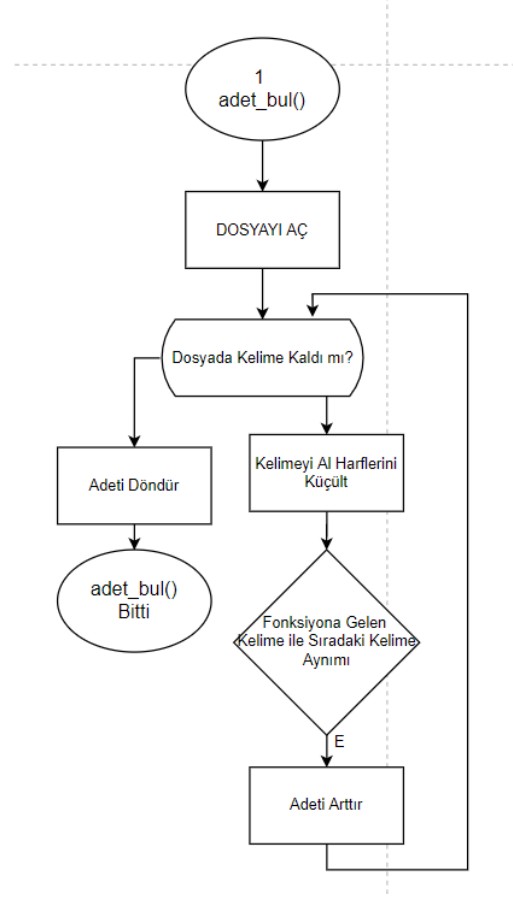 1
adet_bul()
DOSYAYI AÇ
Dosyada Kelime Kaldı mı?
Adeti Döndür
Kelimeyi Al Harflerini
Küçült
adet_bul()
Bitti
Fonksiyona Gelen
Kelime ile Sıradaki Kelime
Aynımı
E
Adeti Arttır